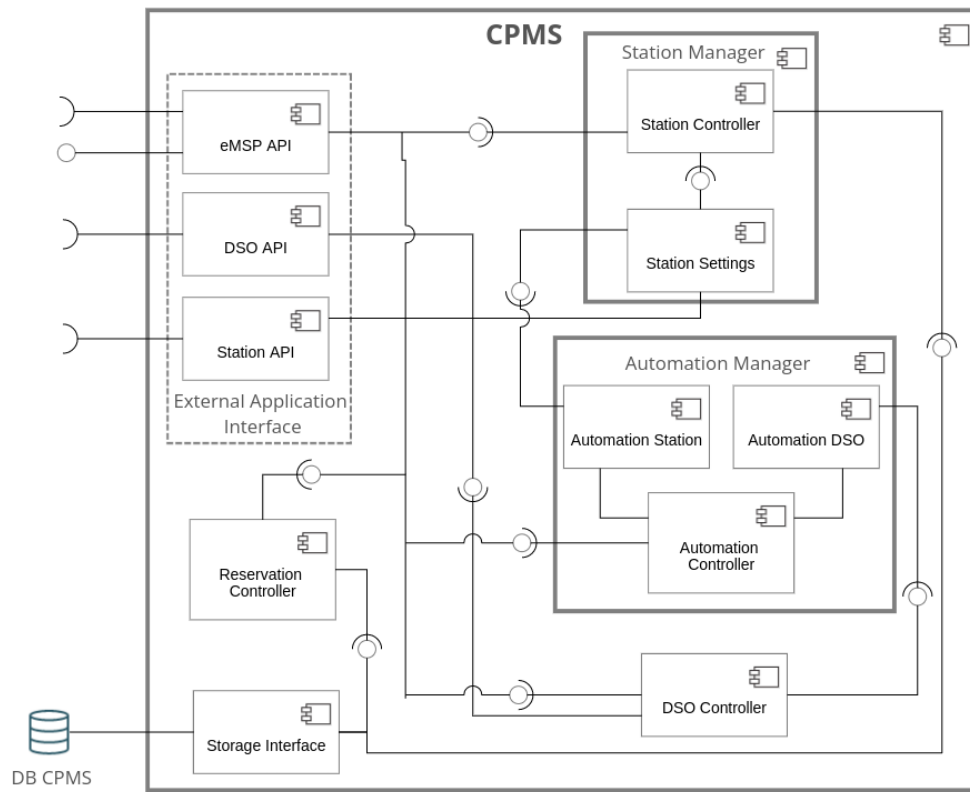 CPMS
Station Manager
Station Controller
eMSP API
DSO API
Station Settings
Station API
Automation Manager
External Application
Interface
Automation Station
Automation DSO
Automation
Controller
Reservation
Controller
DSO Controller
Storage Interface
DB CPMS